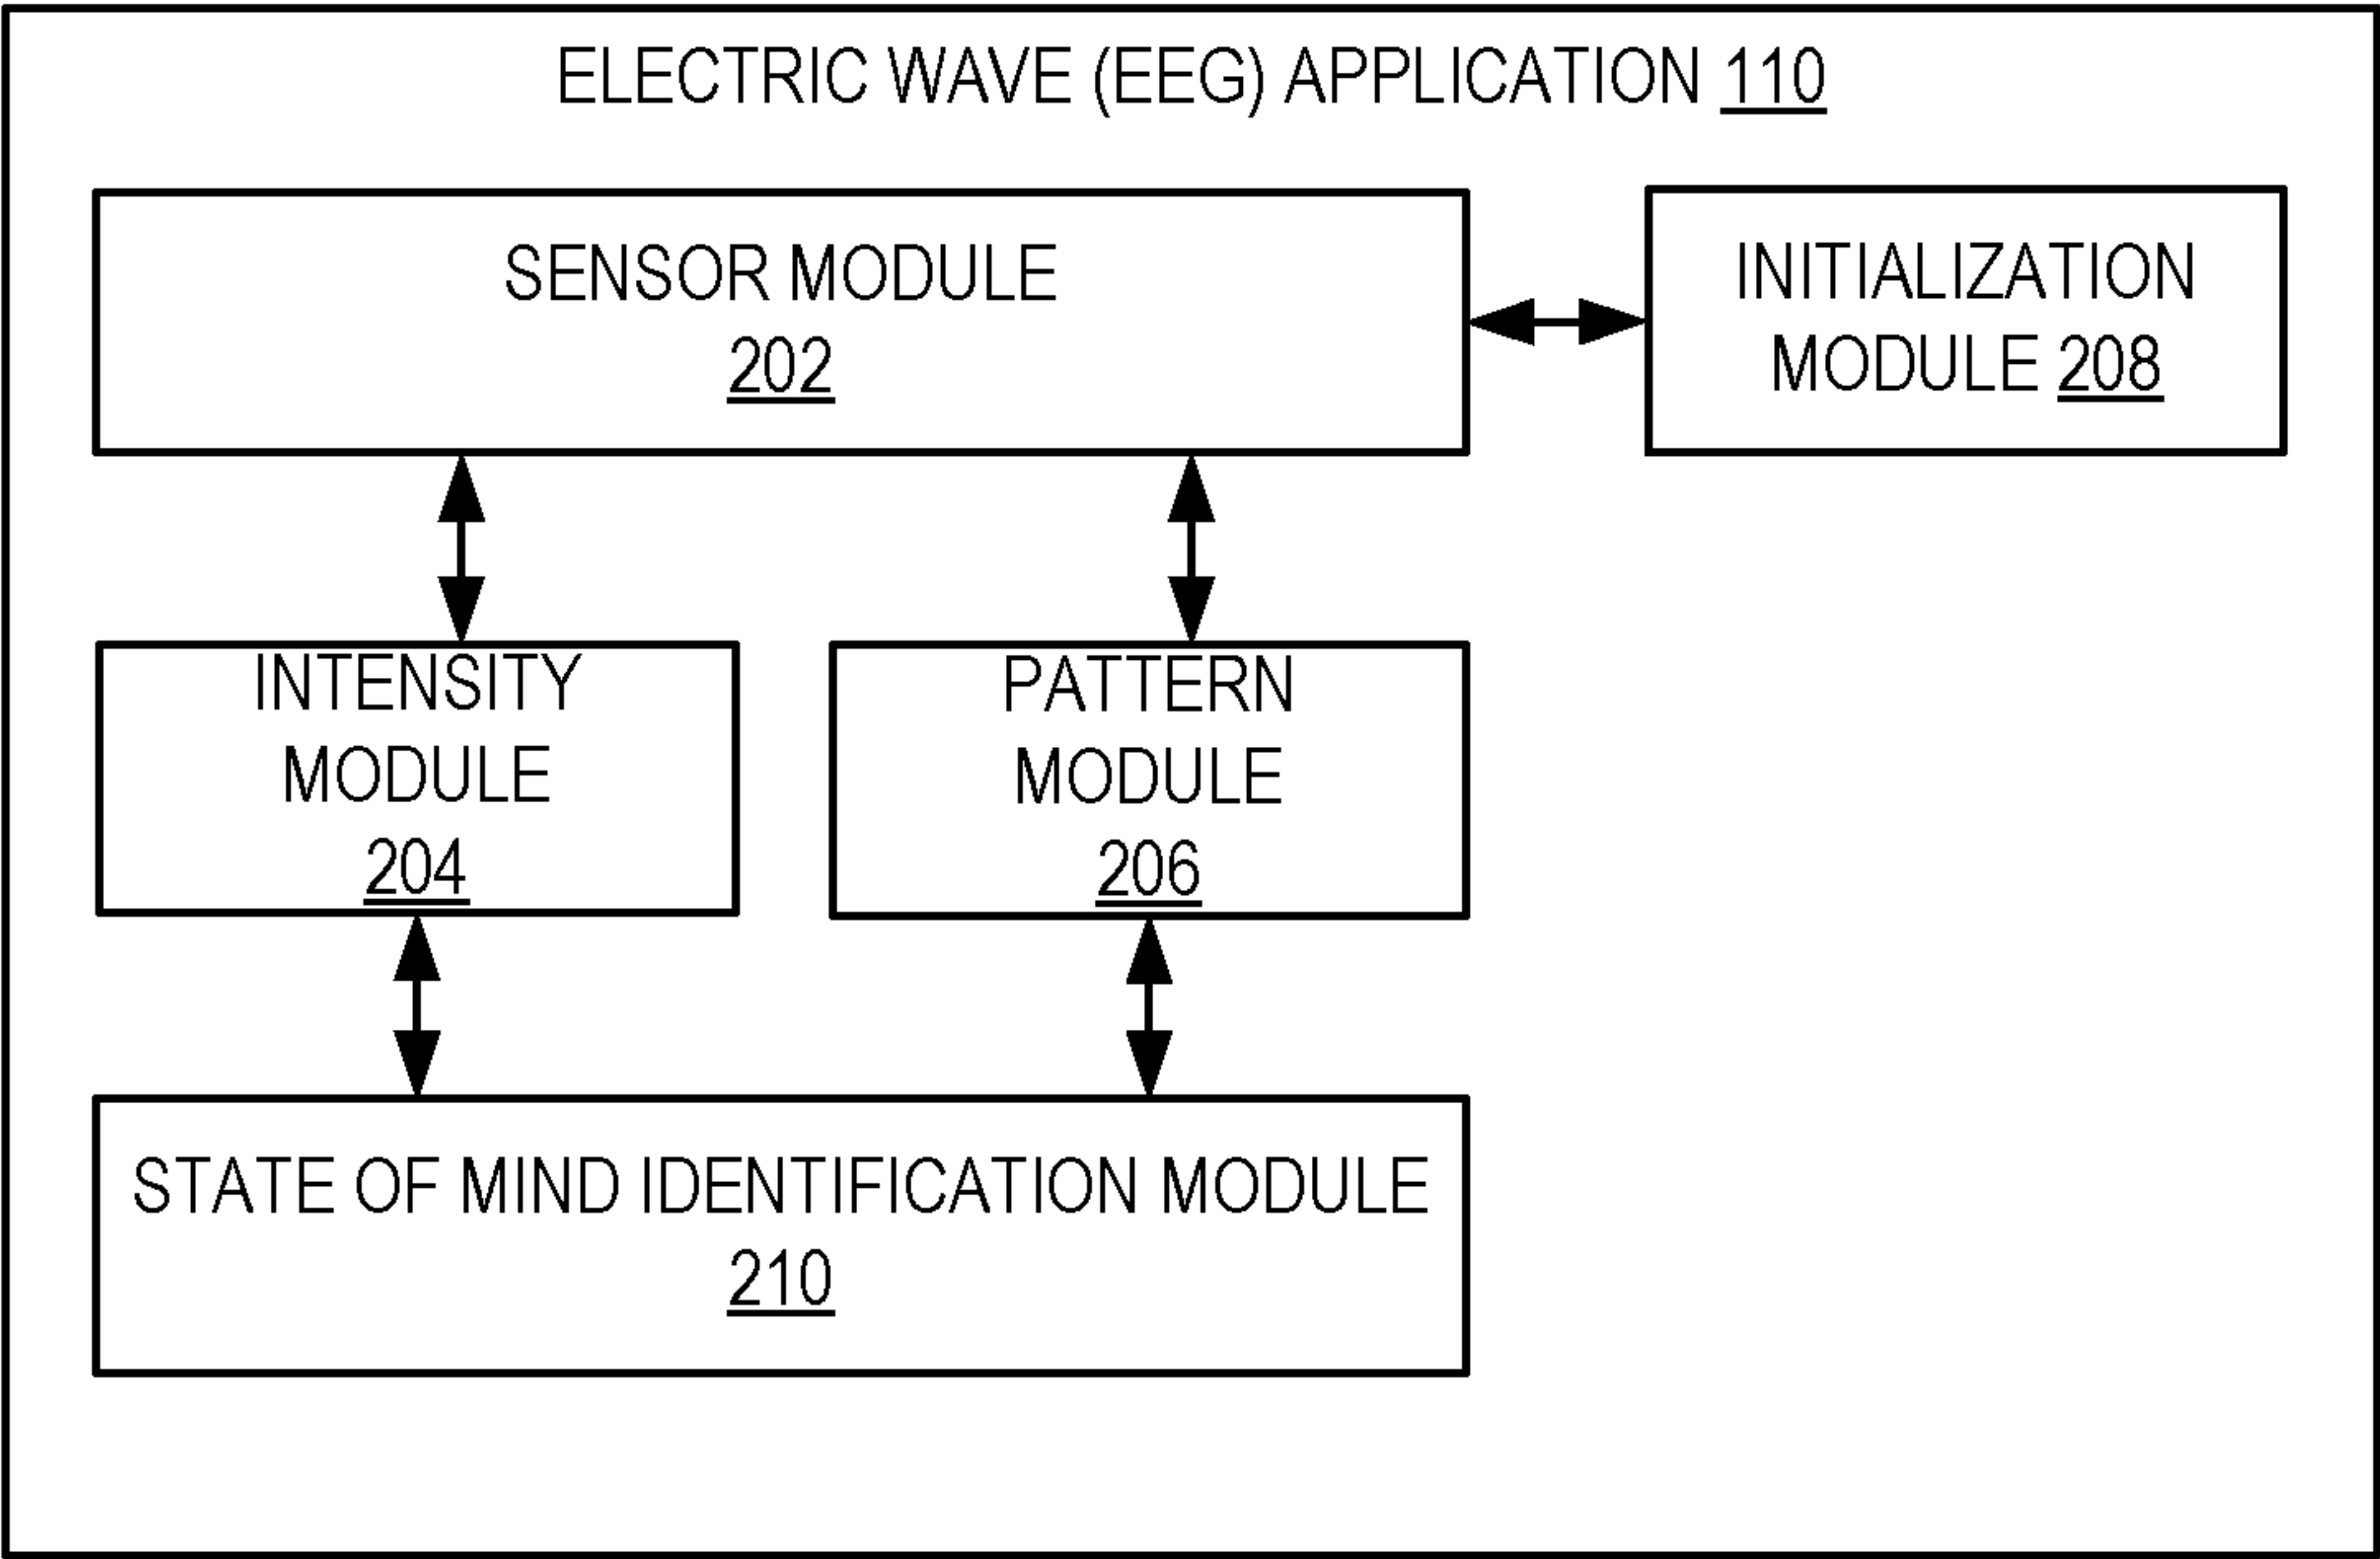 ELECTRIC WAVE (EEG) APPLICATION 110
SENSOR MODULE
202
INITIALIZATION
MODULE 208
INTENSITY
MODULE
204
PATTERN
MODULE
206
STATE OF MIND IDENTIFICATION MODULE
210